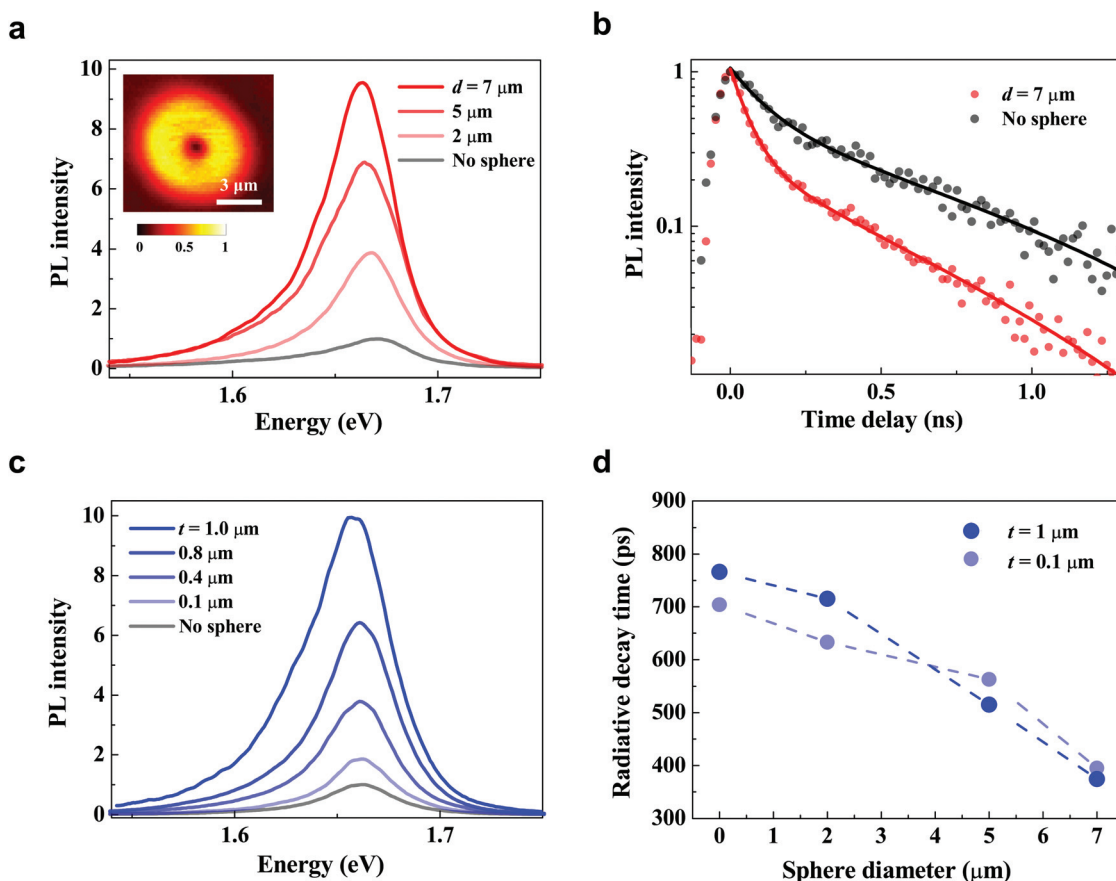 a
10
8
6
4
2
0
PL intensity
1.6
1.7
Energy (eV)
3 μm
0
0.5
1
d = 7 μm
5 μm
2 μm
No sphere
b
1
0.1
PL intensity
0.0
0.5
1.0
Time delay (ns)
d = 7 μm
No sphere
c
10
8
6
4
2
0
PL intensity
1.6
1.7
Energy (eV)
t = 1.0 μm
0.8 μm
0.4 μm
0.1 μm
No sphere
d
900
800
700
600
500
400
300
Radiative decay time (ps)
0 1 2 3 4 5 6 7
Sphere diameter (μm)
t = 1 μm
t = 0.1 μm